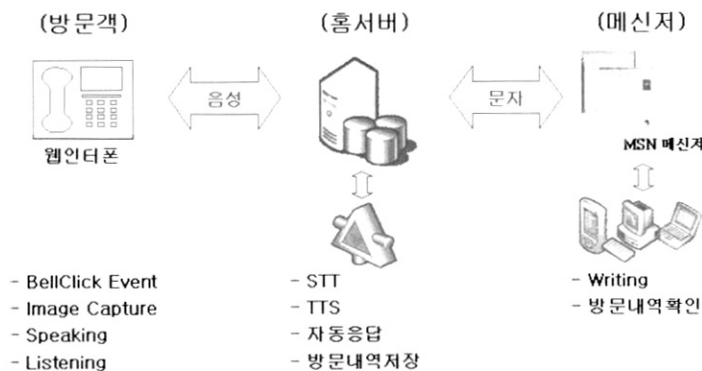 (방문객)
(홈서버)
(메신저)
음성
문자
웹인터폰
MSN 메신저
- BellClick Event
- Image Capture
- Speaking
- Listening
- STT
- TTS
- 자동응답
- 방문내역저장
- Writing
- 방문내역확인